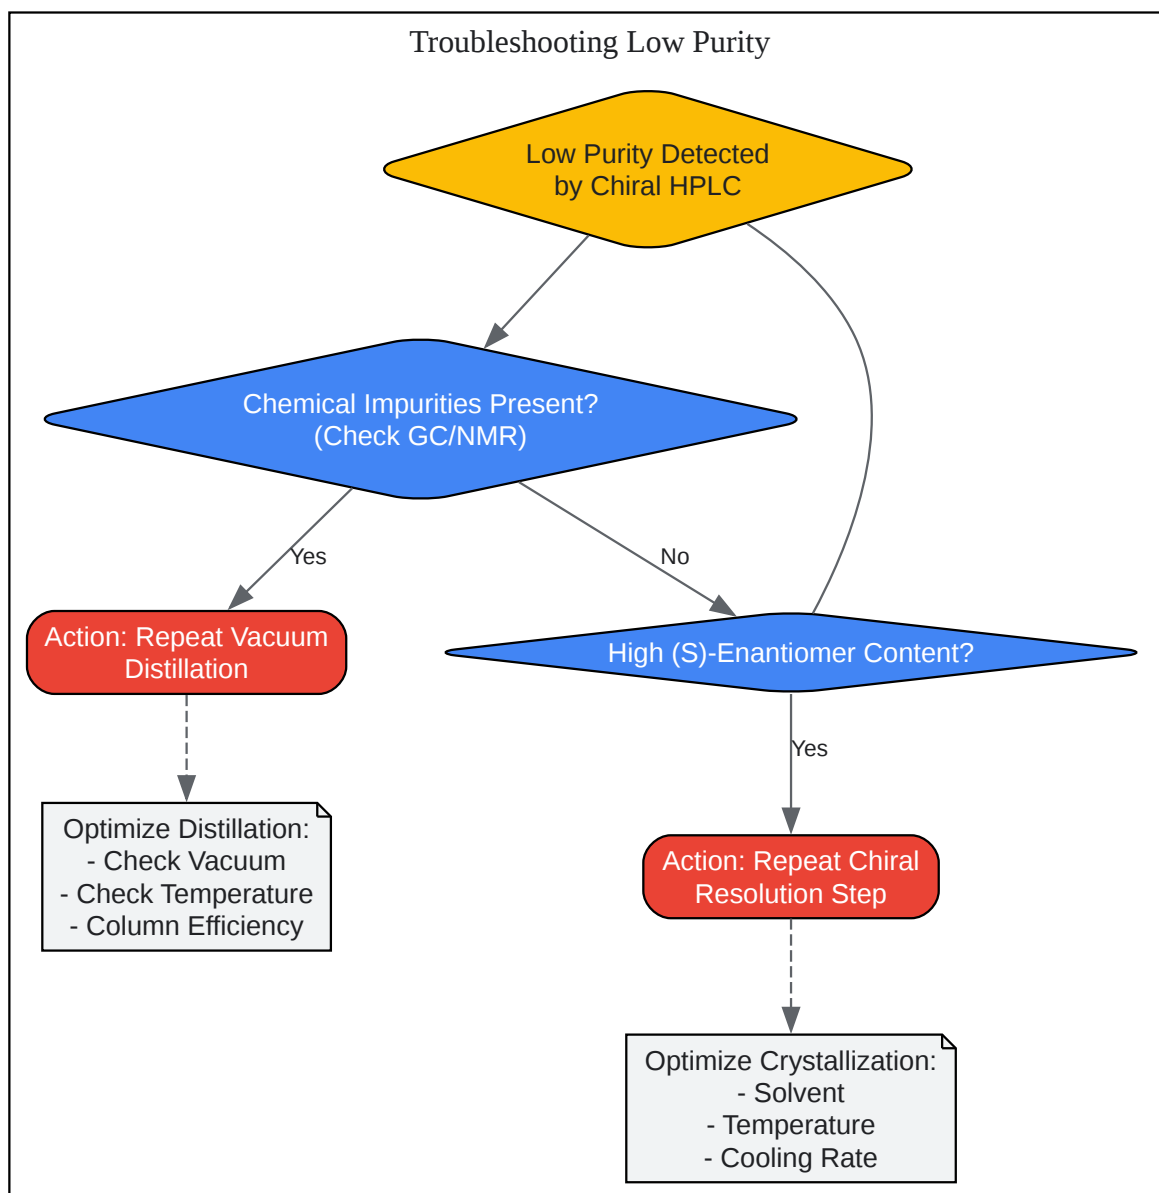 Troubleshooting Low Purity
Low Purity Detected
by Chiral HPLC
Chemical Impurities Present?
(Check GC/NMR)
Yes
No
Action: Repeat Vacuum
Distillation
High (S)-Enantiomer Content?
Yes
Optimize Distillation:
- Check Vacuum
- Check Temperature
- Column Efficiency
Action: Repeat Chiral
Resolution Step
Optimize Crystallization:
- Solvent
- Temperature
- Cooling Rate